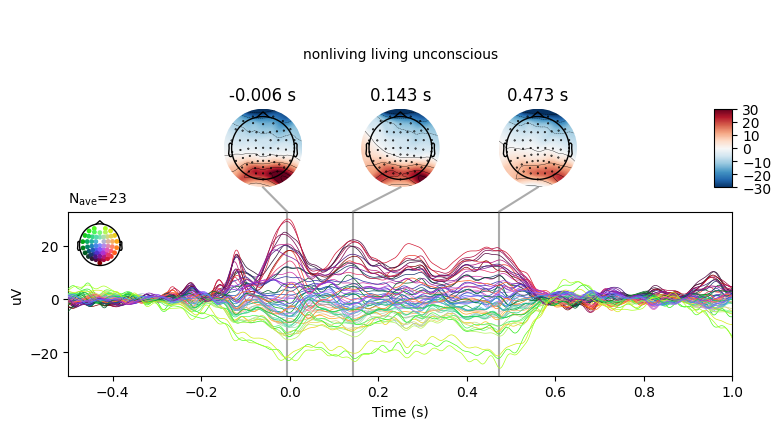 nonliving living unconscious
-0.006 s 0.143 s 0.473 s
30
20
10
0
−10
−20
−30
Nave=23
20
0
−20
uV
−0.4 −0.2 0.0 0.2 0.4 0.6 0.8 1.0
Time (s)